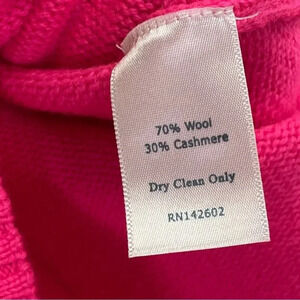 70% Wool
30% Cashmere
Dry Clean Only
RN142602